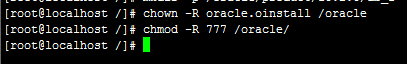 [root@localhost /]# chown -R oracle.oinstall /oracle
[root@localhost /]# chmod -R 777 /oracle/
[root@localhost /]#